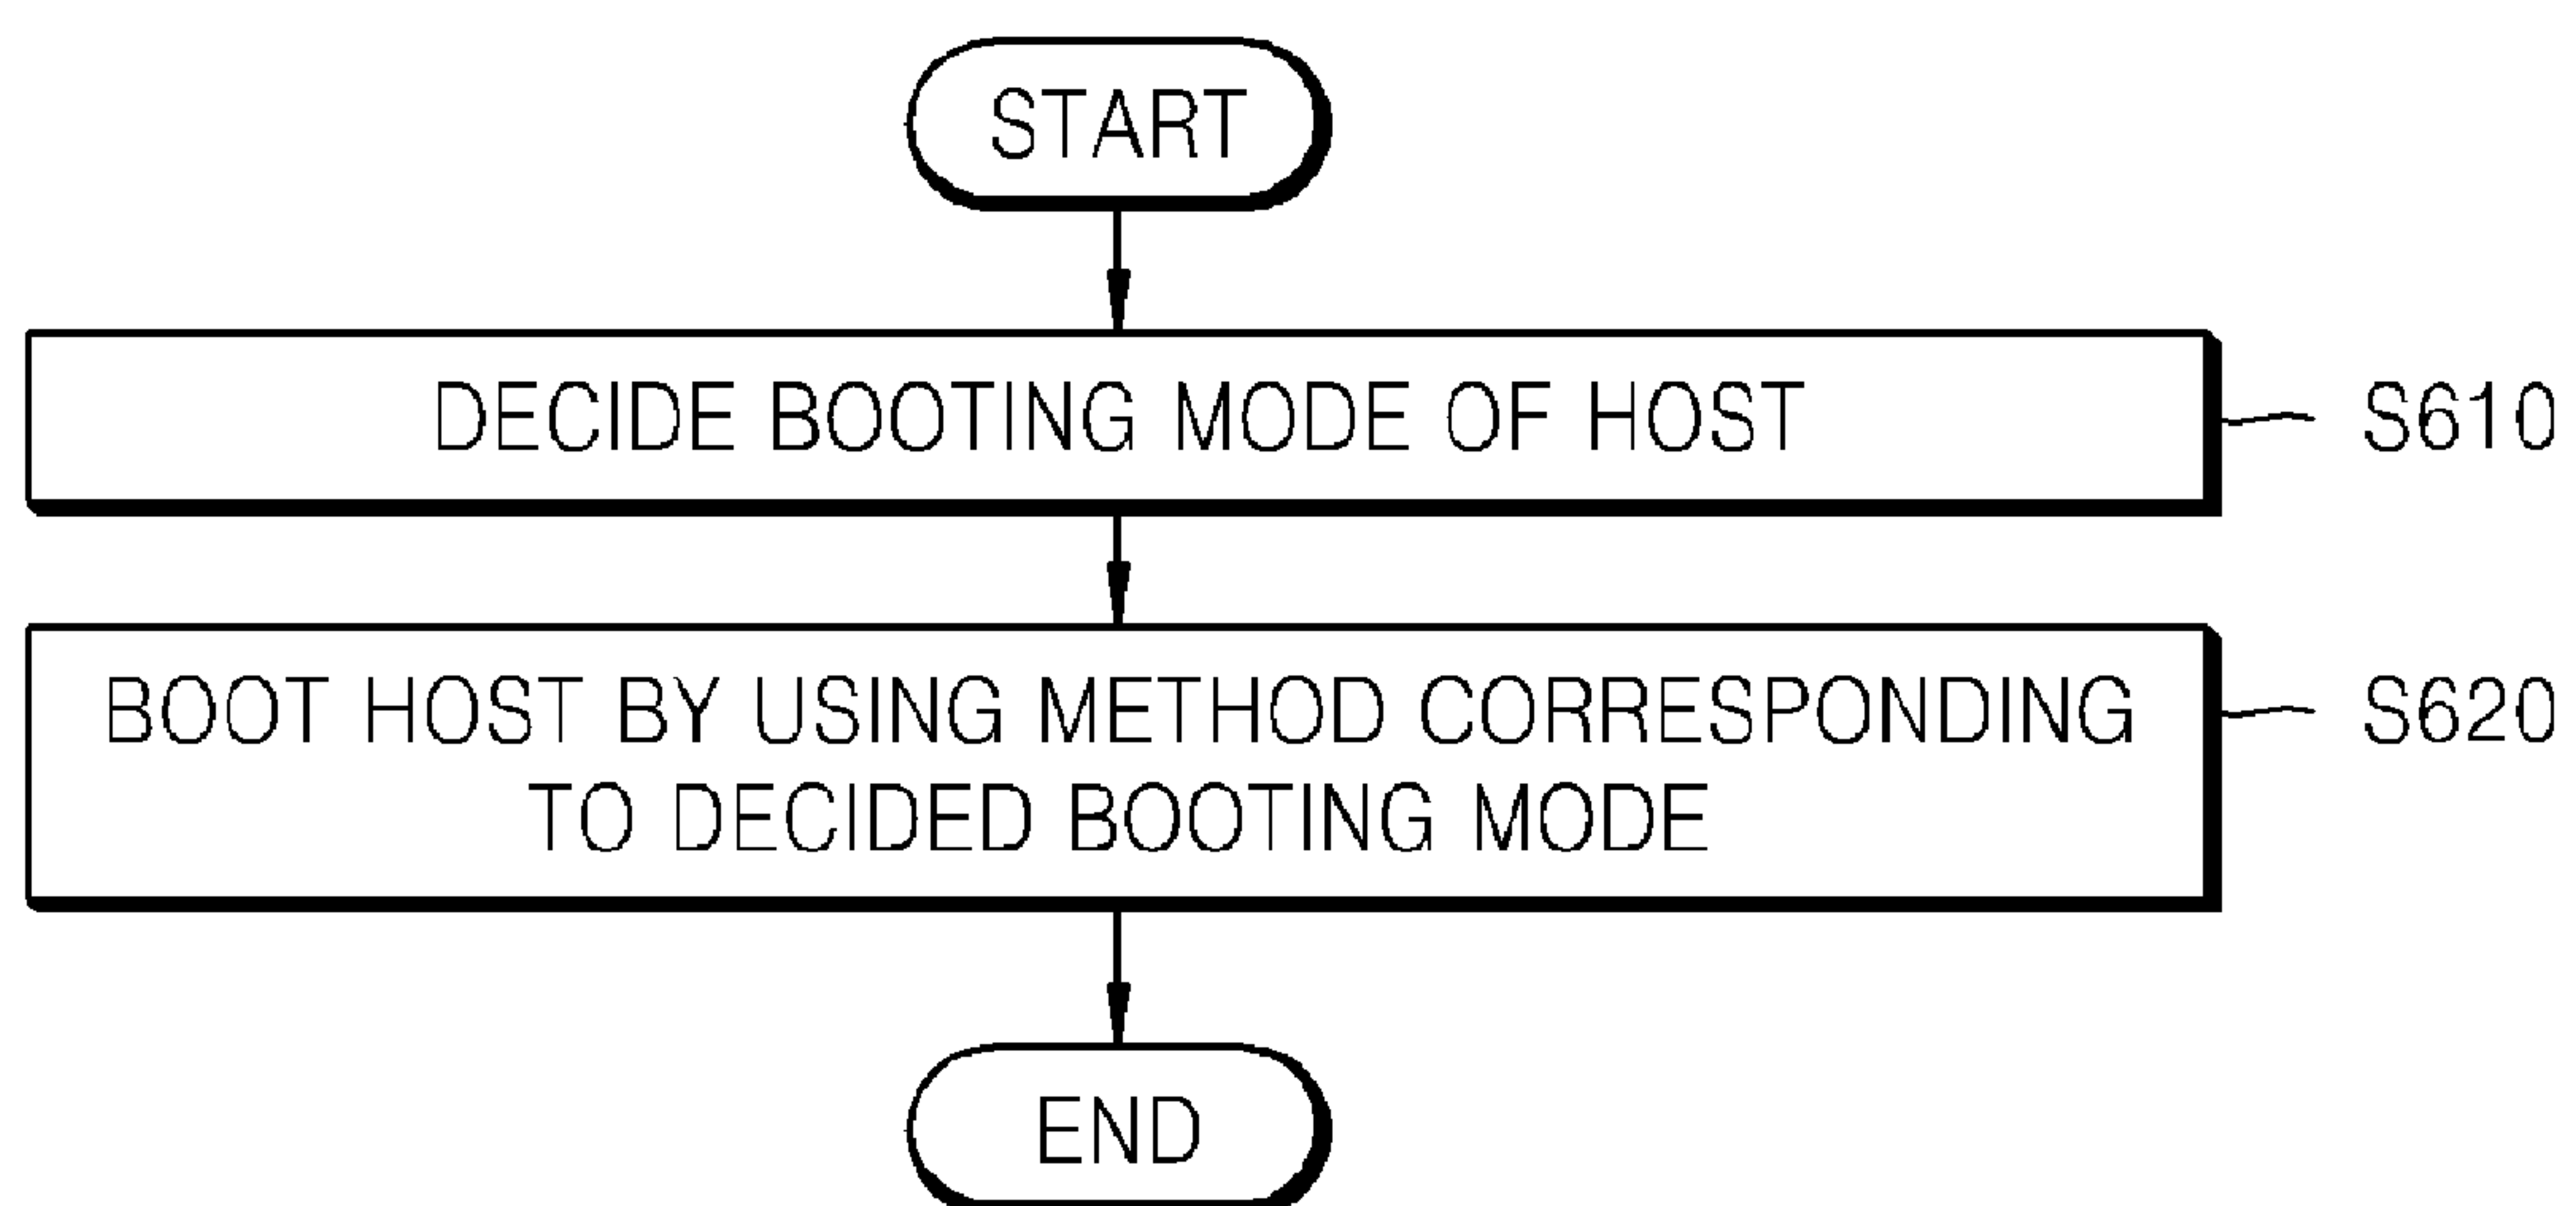 START
DECIDE BOOTING MODE OF HOST
S610
BOOT HOST BY USING METHOD CORRESPONDING
TO DECIDED BOOTING MODE
S620
END